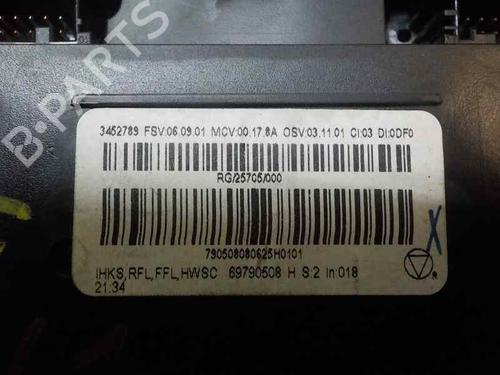 B-PARTS
3452789 FSV:06.09.01 MCV:00.17.8A OSV:03.11.01 CI:03 DI:0DF0
RG/25705/000
790508080625H0101
IHKS,RFL,FFL,HWSC 69790508 H S:2 In:018
21:34
X
R